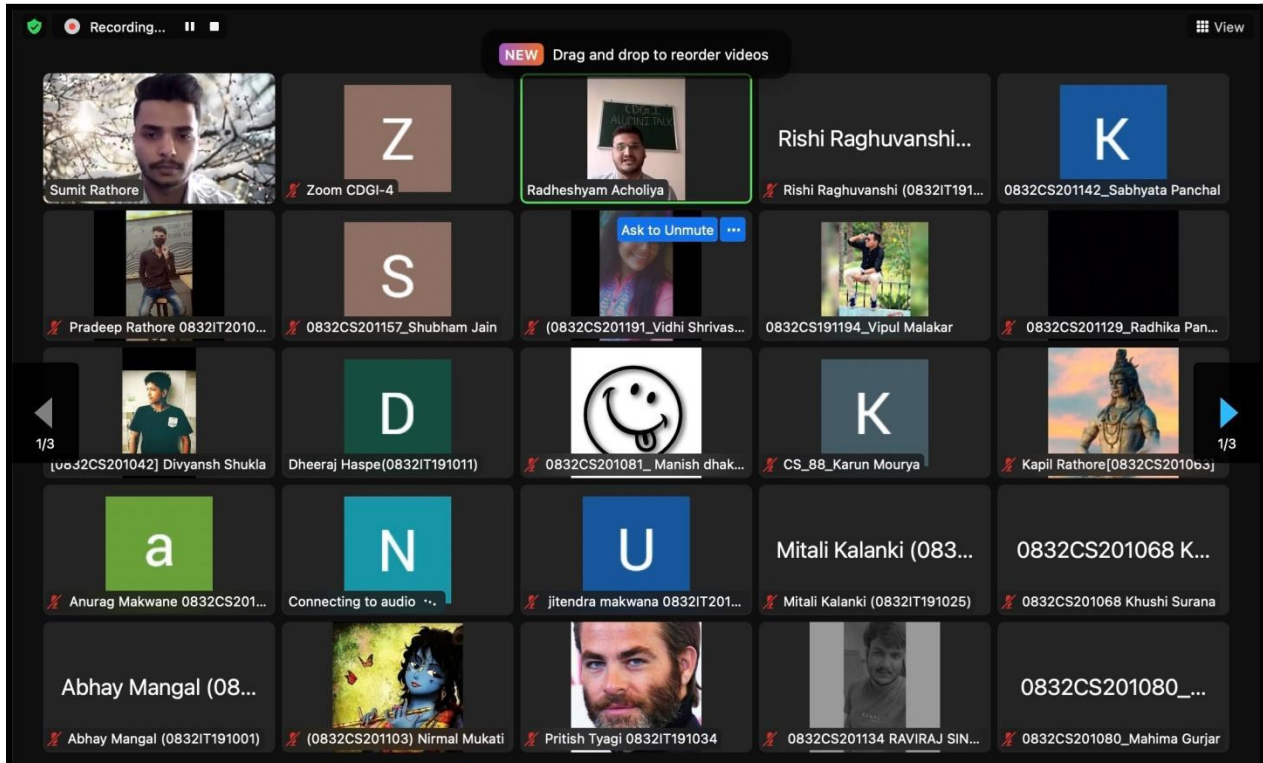 Recording...
View
NEW Drag and drop to reorder videos
Sumit Rathore
Z
Zoom CDGI-4
CDGI
ALUMNI TALK
Radheshyam Acholiya
Rishi Raghuvanshi...
Rishi Raghuvanshi (0832IT191...
K
0832CS201142_Sabhyata Panchal
Pradeep Rathore 0832IT2010...
S
0832CS201157_Shubham Jain
Ask to Unmute ...
(0832CS201191_Vidhi Shrivas...
0832CS191194_Vipul Malakar
0832CS201129_Radhika Pan...
1/3
[0832CS201042] Divyansh Shukla
D
Dheeraj Haspe(0832IT191011)
0832CS201081_ Manish dhak...
K
CS_88_Karun Mourya
Kapil Rathore[0832CS201063]
1/3
a
Anurag Makwane 0832CS201...
N
Connecting to audio
U
jitendra makwana 0832IT201...
Mitali Kalanki (083...
Mitali Kalanki (0832IT191025)
0832CS201068 K...
0832CS201068 Khushi Surana
Abhay Mangal (08...
Abhay Mangal (0832IT191001)
(0832CS201103) Nirmal Mukati
Pritish Tyagi 0832IT191034
0832CS201134 RAVIRAJ SIN...
0832CS201080_...
0832CS201080_Mahima Gurjar